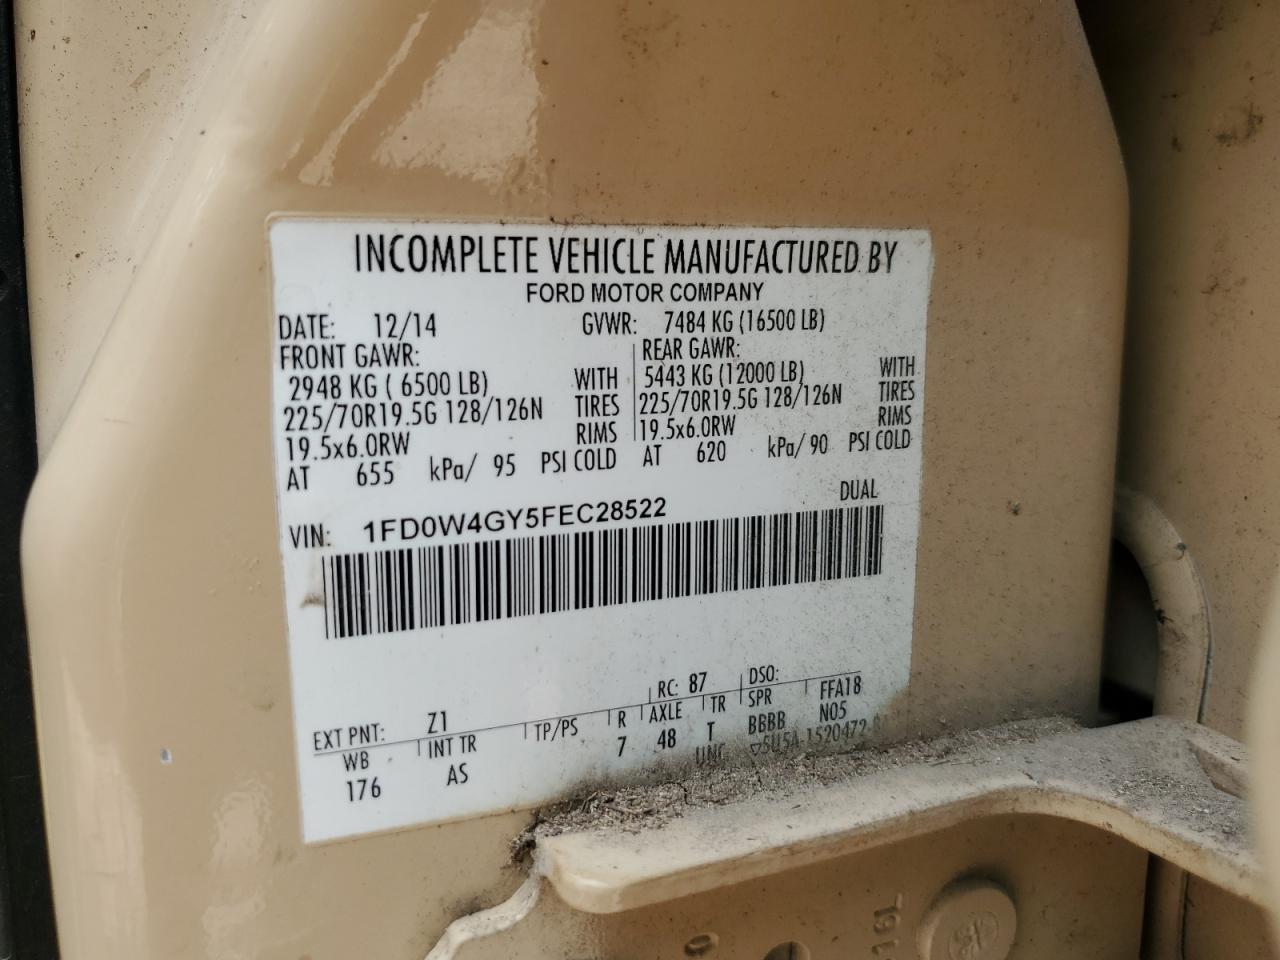 INCOMPLETE VEHICLE MANUFACTURED BY
FORD MOTOR COMPANY
DATE: 12/14 GVWR: 7484 KG (16500 LB)
FRONT GAWR: REAR GAWR:
2948 KG ( 6500 LB) WITH 5443 KG (12000 LB) WITH
225/70R19.5G 128/126N TIRES 225/70R19.5G 128/126N TIRES
19.5x6.0RW RIMS 19.5x6.0RW RIMS
AT 655 kPa/ 95 PSI COLD AT 620 kPa/ 90 PSI COLD
DUAL
VIN: 1FD0W4GY5FEC28522
EXT PNT: Z1 RC: 87 DSO:
WB INT TR TP/PS R AXLE TR SPR FFA18
176 AS 7 48 T BBBB N05
UNC ▽5U5A 1520472
16L